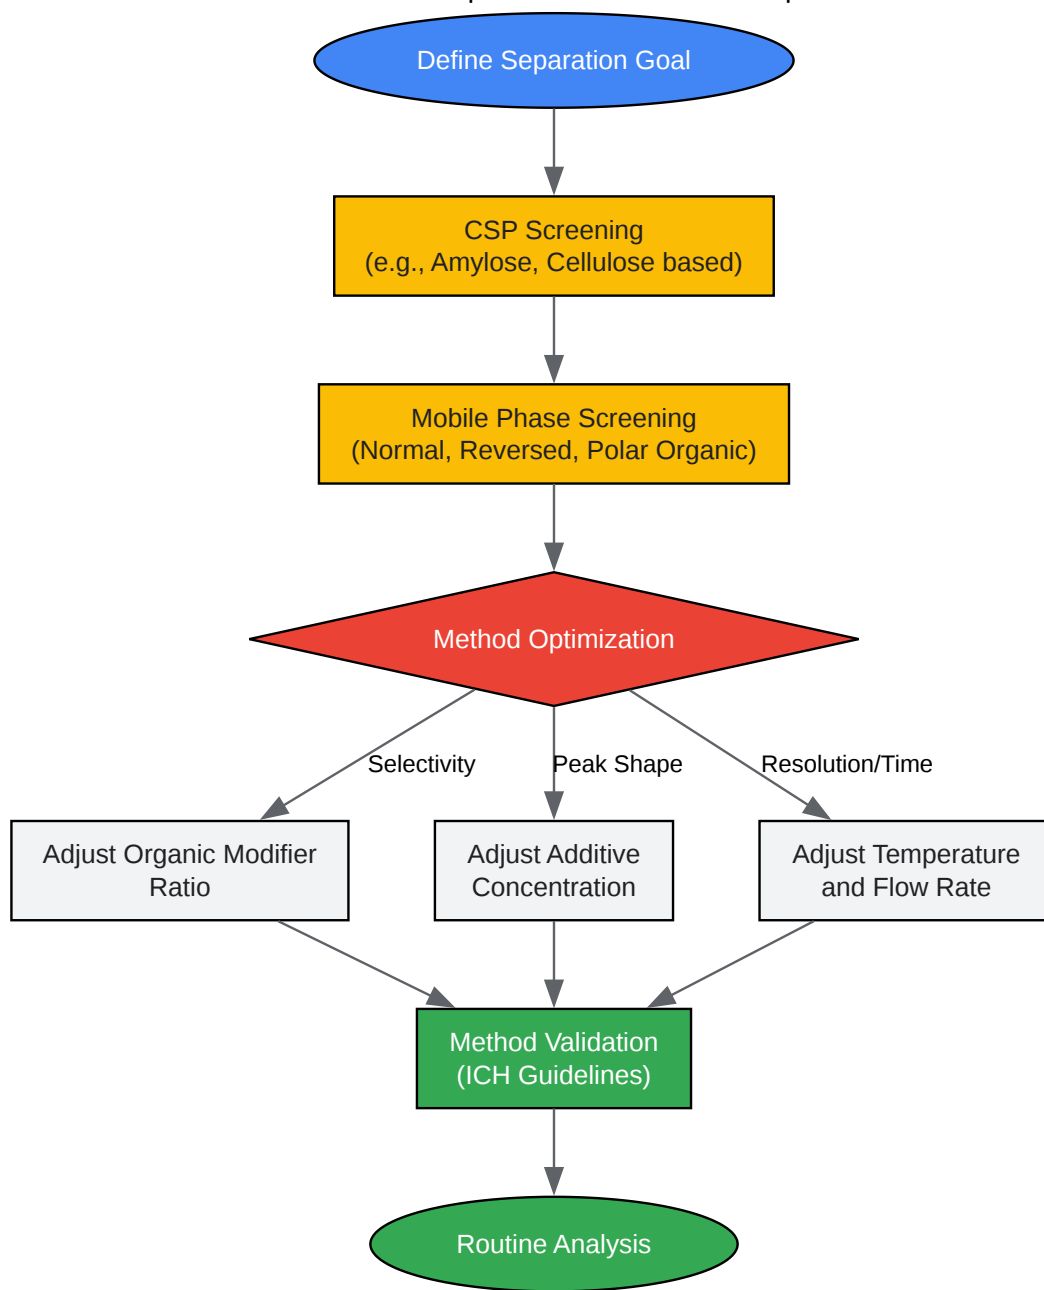 Define Separation Goal
CSP Screening
(e.g., Amylose, Cellulose based)
Mobile Phase Screening
(Normal, Reversed, Polar Organic)
Method Optimization
Selectivity
Peak Shape
Resolution/Time
Adjust Organic Modifier
Ratio
Adjust Additive
Concentration
Adjust Temperature
and Flow Rate
Method Validation
(ICH Guidelines)
Routine Analysis